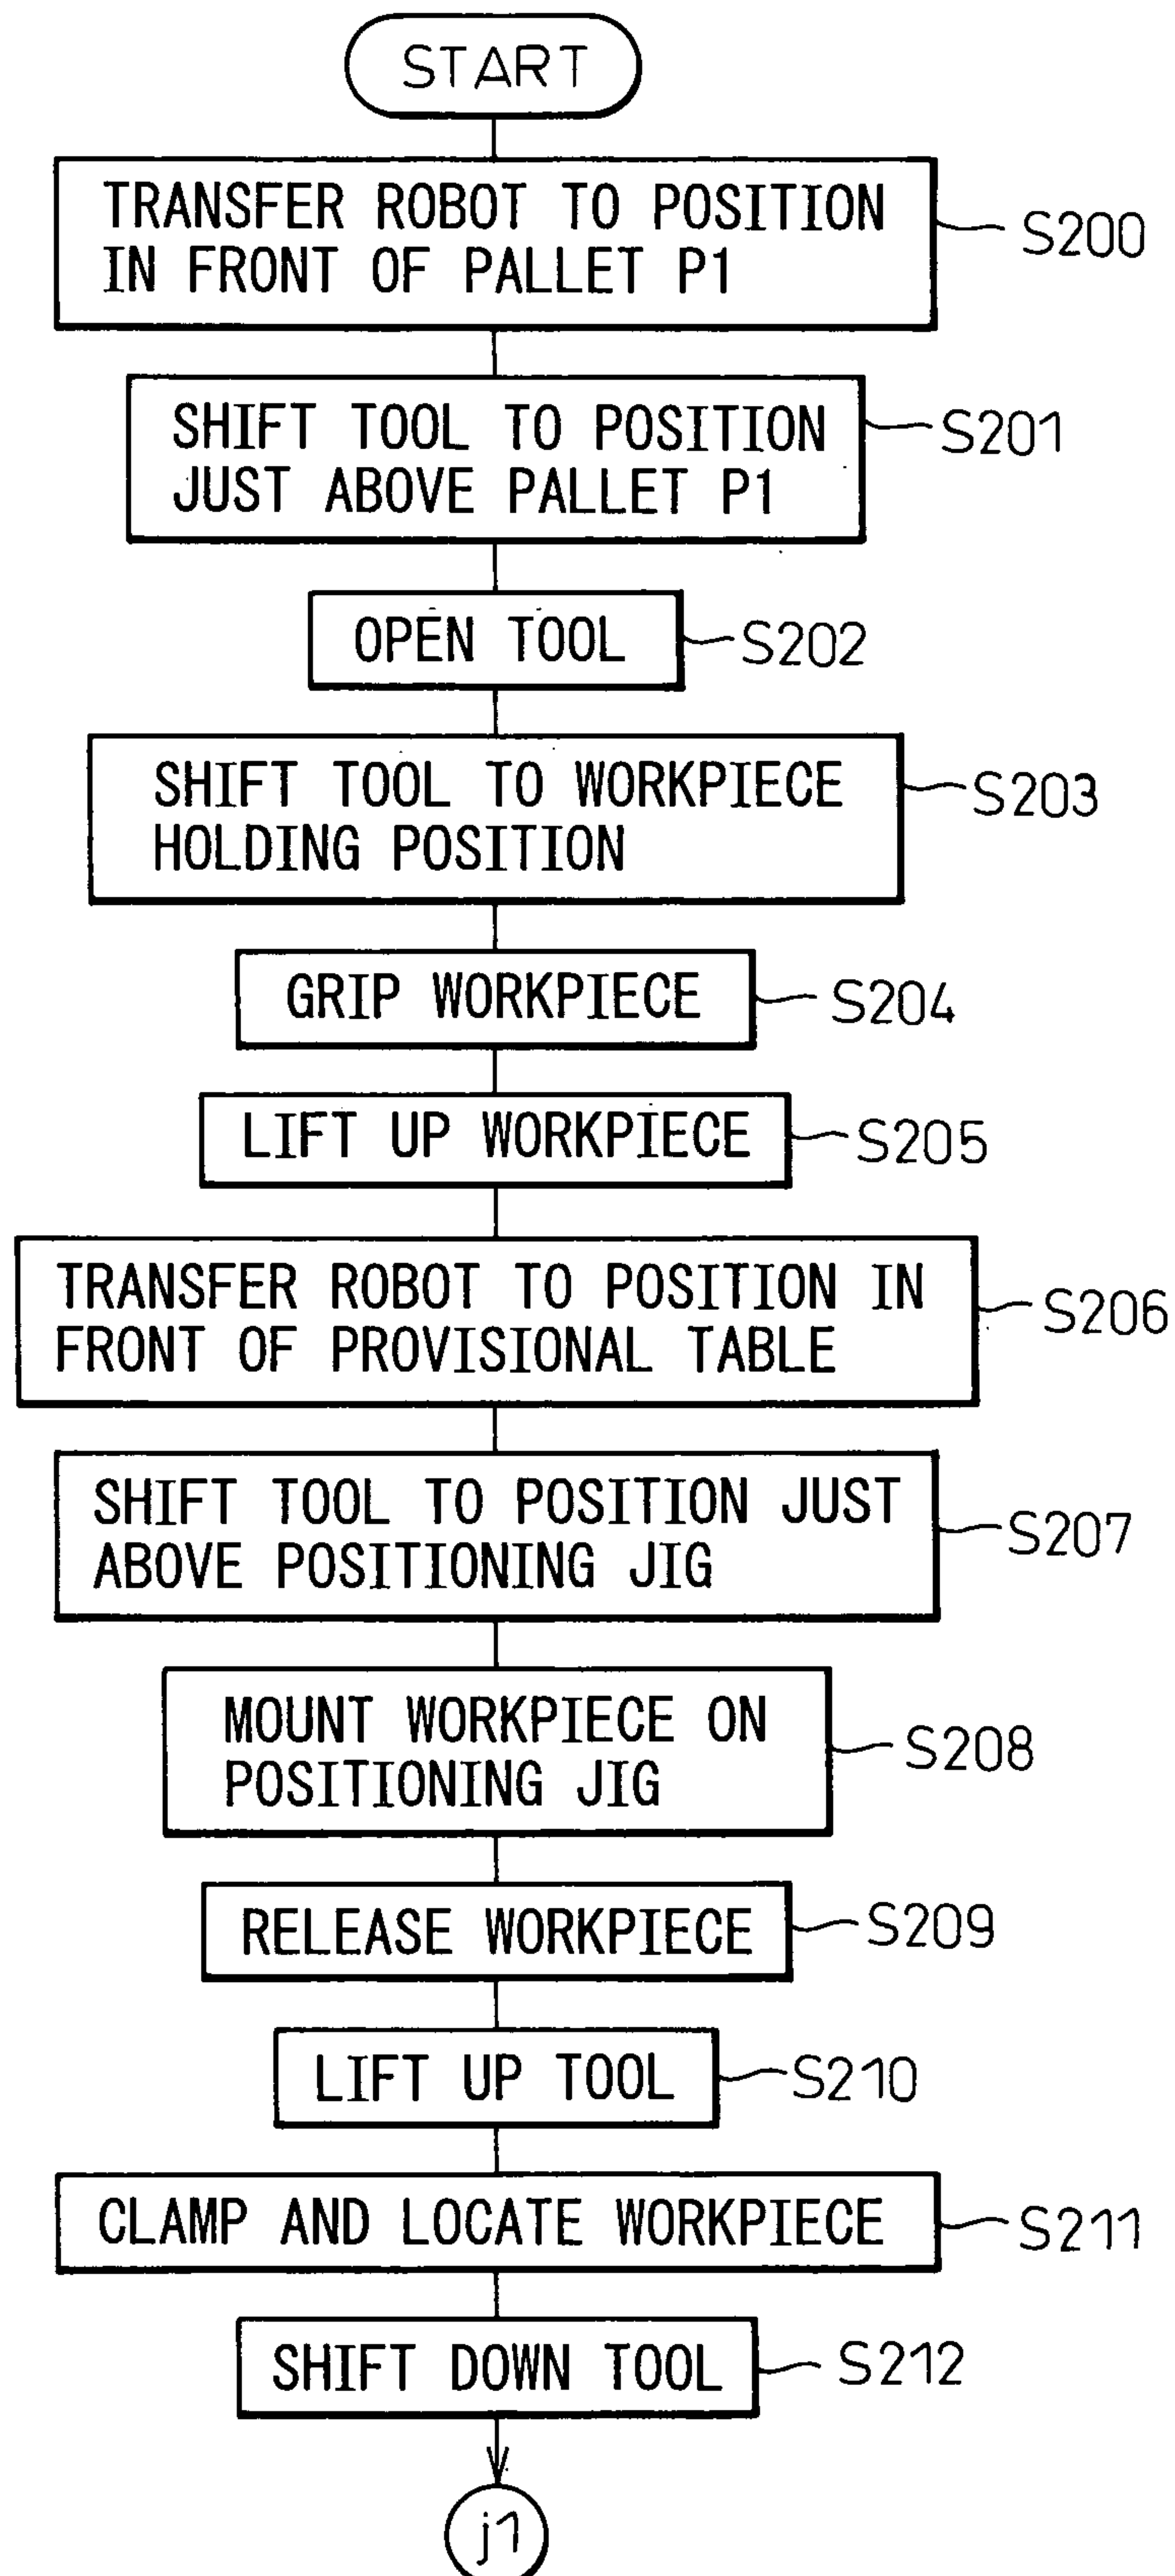 START
TRANSFER ROBOT TO POSITION
IN FRONT OF PALLET P1
S200
SHIFT TOOL TO POSITION
JUST ABOVE PALLET P1
S201
OPEN TOOL
S202
SHIFT TOOL TO WORKPIECE
HOLDING POSITION
S203
GRIP WORKPIECE
S204
LIFT UP WORKPIECE
S205
TRANSFER ROBOT TO POSITION IN
FRONT OF PROVISIONAL TABLE
S206
SHIFT TOOL TO POSITION JUST
ABOVE POSITIONING JIG
S207
MOUNT WORKPIECE ON
POSITIONING JIG
S208
RELEASE WORKPIECE
S209
LIFT UP TOOL
S210
CLAMP AND LOCATE WORKPIECE
S211
SHIFT DOWN TOOL
S212
j1